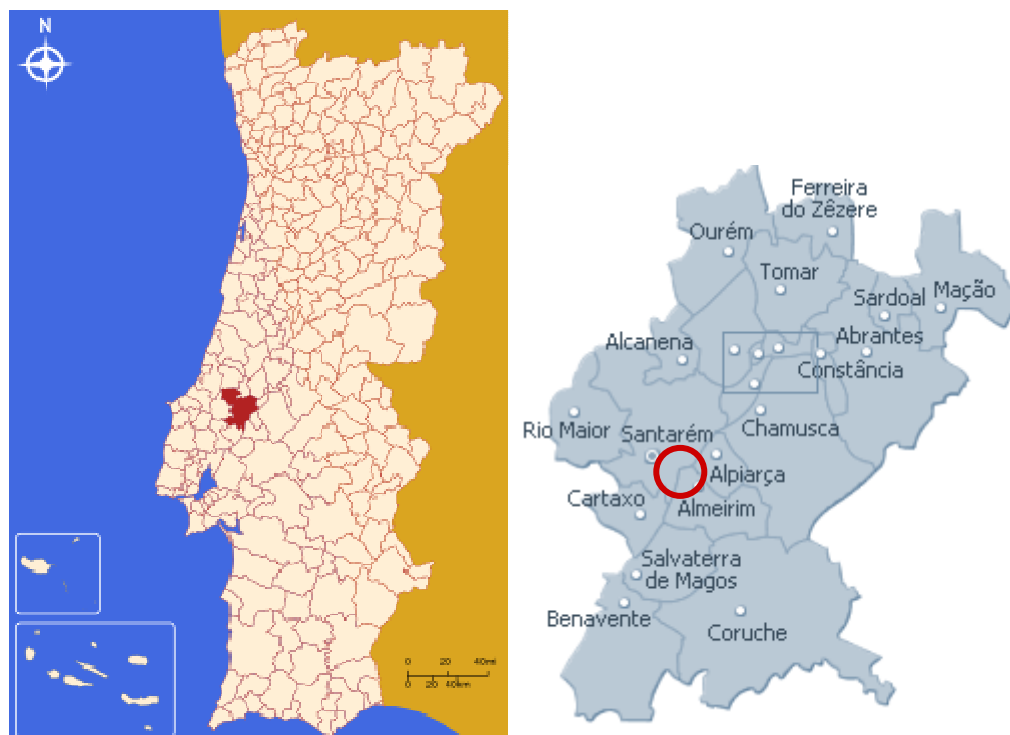 N
0 20 40mi
0 20 40km
Ferreira
do Zêzere
Ourém
Tomar
Sardoal
Mação
Alcanena
Abrantes
Constância
Rio Maior
Santarém
Chamusca
Alpiarça
Cartaxo
Almeirim
Salvaterra
de Magos
Benavente
Coruche